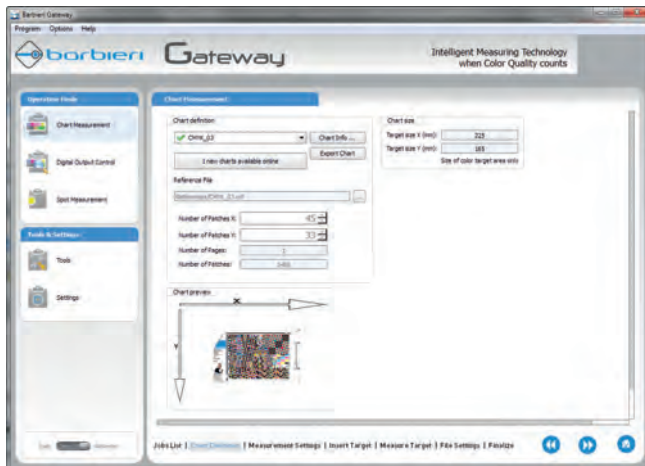 Barbieri Gateway
Program Options Help
barbieri Gateway
Intelligent Measuring Technology
when Color Quality counts
Operation Mode
Chart Measurement
Digital Output Control
Spot Measurement
Tools & Settings
Tools
Settings
Chart Measurement
Chart definition
CMYK_03
Chart Info ...
1 new charts available online
Export Chart
Reference File
...
Number of Patches X: 45
Number of Patches Y: 33
Number of Pages: 1
Number of Patches:
Chart preview
X
Y
Chart size
Target size X (mm): 325
Target size Y (mm):
Size of color target area only
Jobs List | Chart Definition | Measurement Settings | Insert Target | Measure Target | File Settings | Finalize